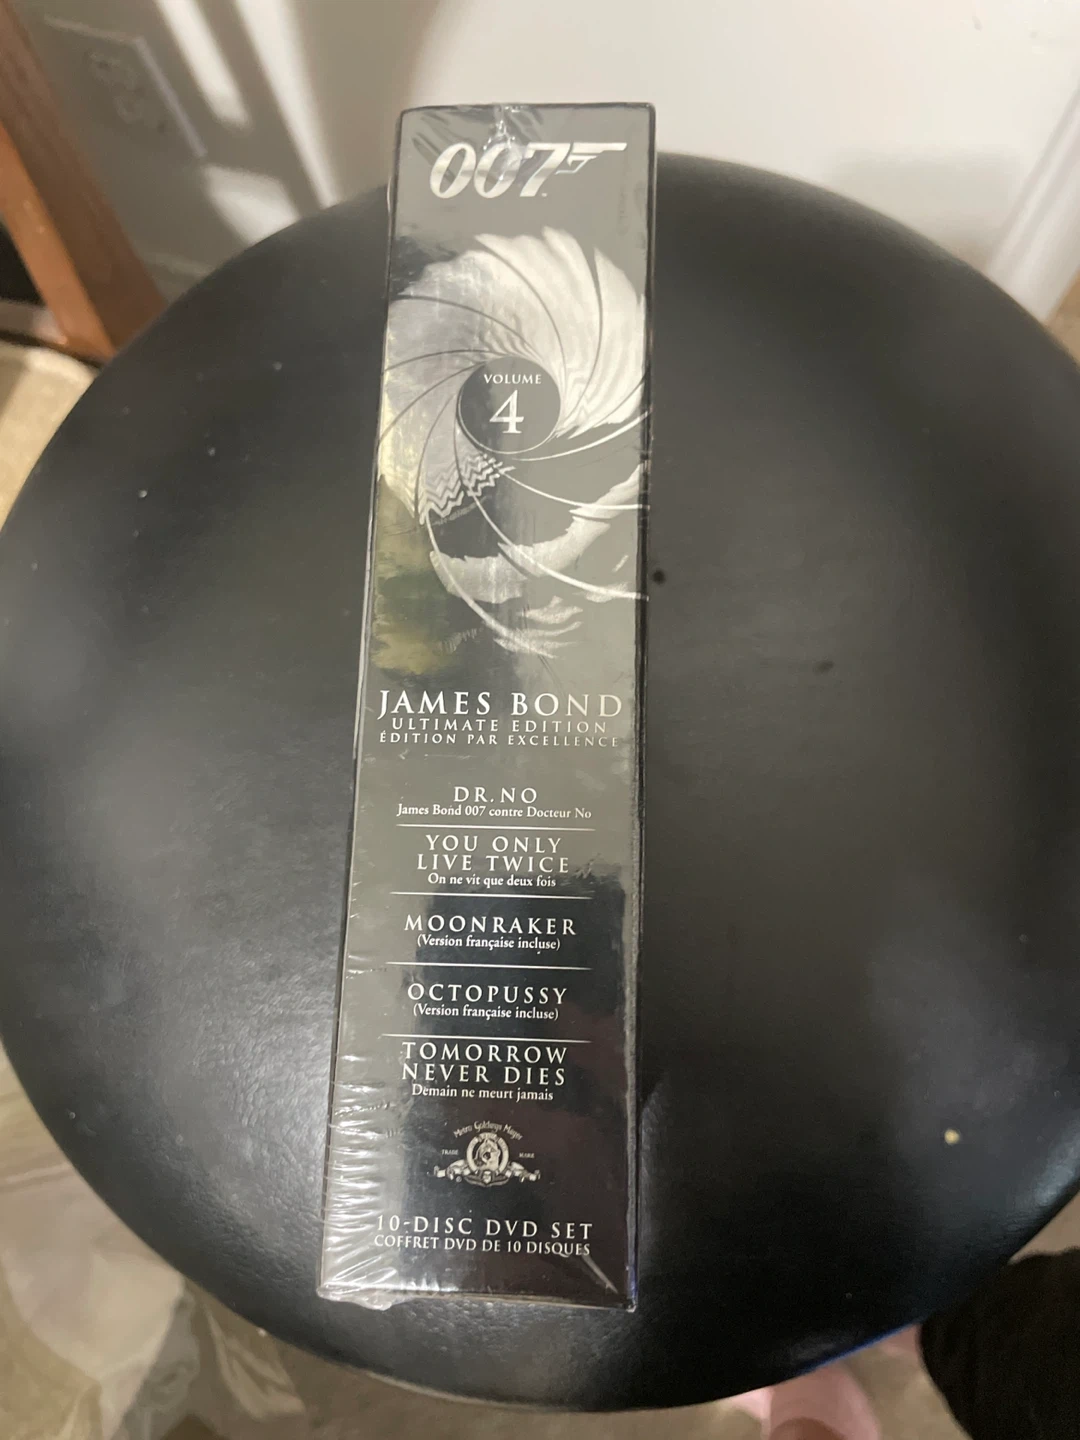 007
VOLUME
4
JAMES BOND
ULTIMATE EDITION
ÉDITION PAR EXCELLENCE
DR. NO
James Bond 007 contre Docteur No
YOU ONLY
LIVE TWICE
On ne vit que deux fois
MOONRAKER
(Version française incluse)
OCTOPUSSY
(Version française incluse)
TOMORROW
NEVER DIES
Demain ne meurt jamais
Metro Goldwyn Mayer
TRADE MARK
10-DISC DVD SET
COFFRET DVD DE 10 DISQUES